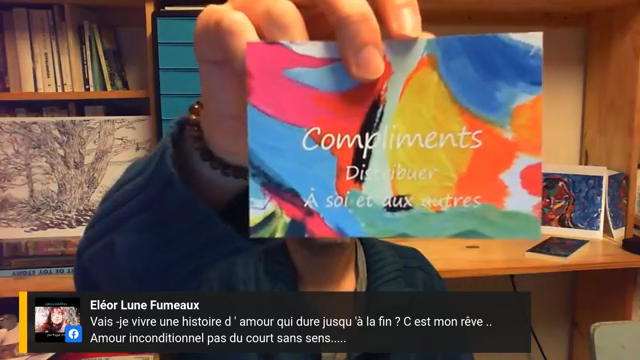 Compliments
Distribuer
À soi et aux autres
Eléor Lune Fumeaux
Vais -je vivre une histoire d ' amour qui dure jusqu 'à la fin ? C est mon rêve ..
Amour inconditionnel pas du court sans sens.....